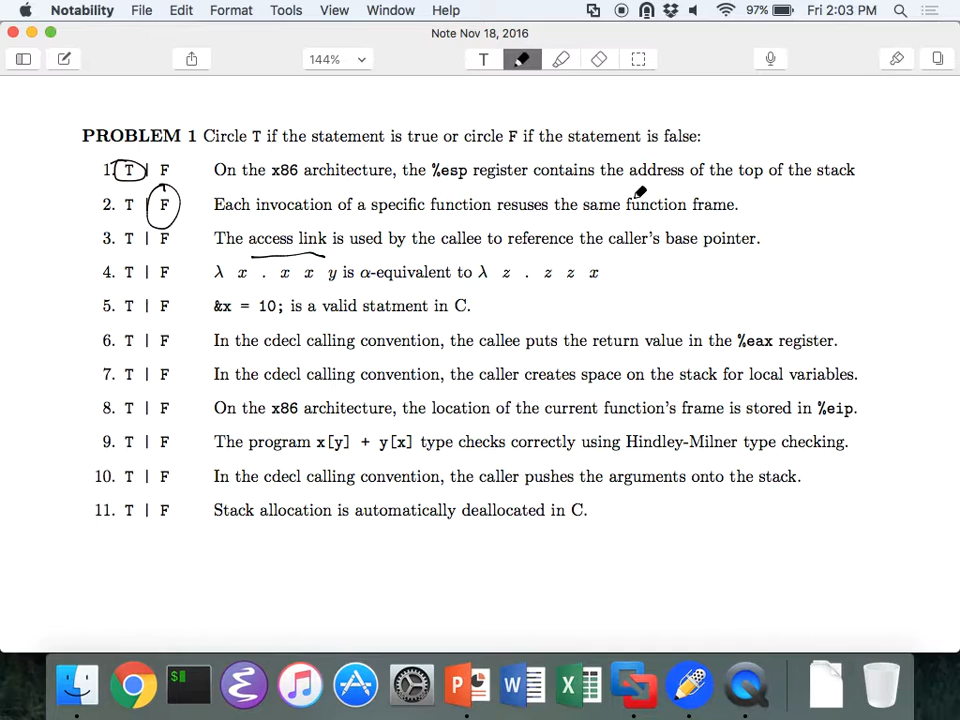 Notability File Edit Format Tools View Window Help 97% Fri 2:03 PM
Note Nov 18, 2016
144% T
PROBLEM 1 Circle T if the statement is true or circle F if the statement is false:
1. T | F On the x86 architecture, the %esp register contains the address of the top of the stack
2. T | F Each invocation of a specific function resuses the same function frame.
3. T | F The access link is used by the callee to reference the caller's base pointer.
4. T | F λ x . x x y is α-equivalent to λ z . z z x
5. T | F &x = 10; is a valid statment in C.
6. T | F In the cdecl calling convention, the callee puts the return value in the %eax register.
7. T | F In the cdecl calling convention, the caller creates space on the stack for local variables.
8. T | F On the x86 architecture, the location of the current function's frame is stored in %eip.
9. T | F The program x[y] + y[x] type checks correctly using Hindley-Milner type checking.
10. T | F In the cdecl calling convention, the caller pushes the arguments onto the stack.
11. T | F Stack allocation is automatically deallocated in C.
$ P W X